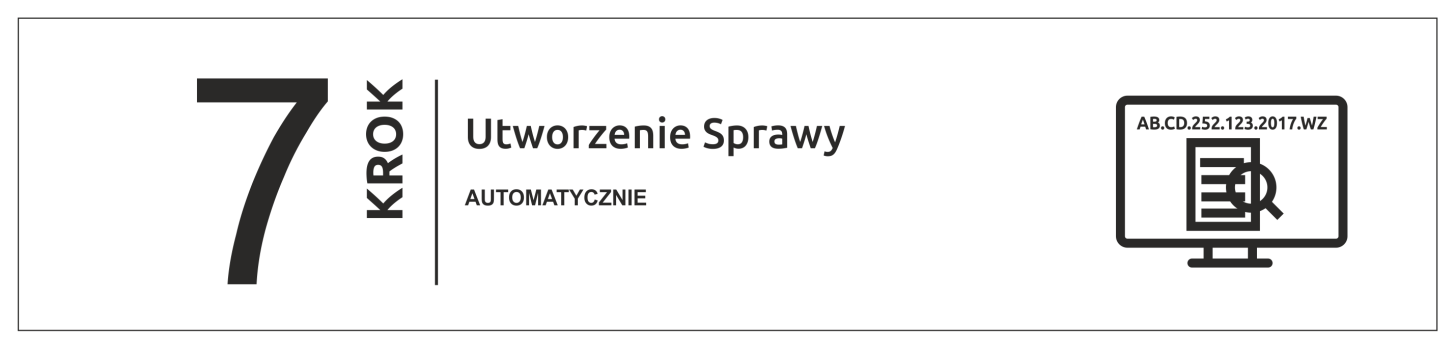 7
KROK
Utworzenie Sprawy
AUTOMATYCZNIE
AB.CD.252.123.2017.WZ